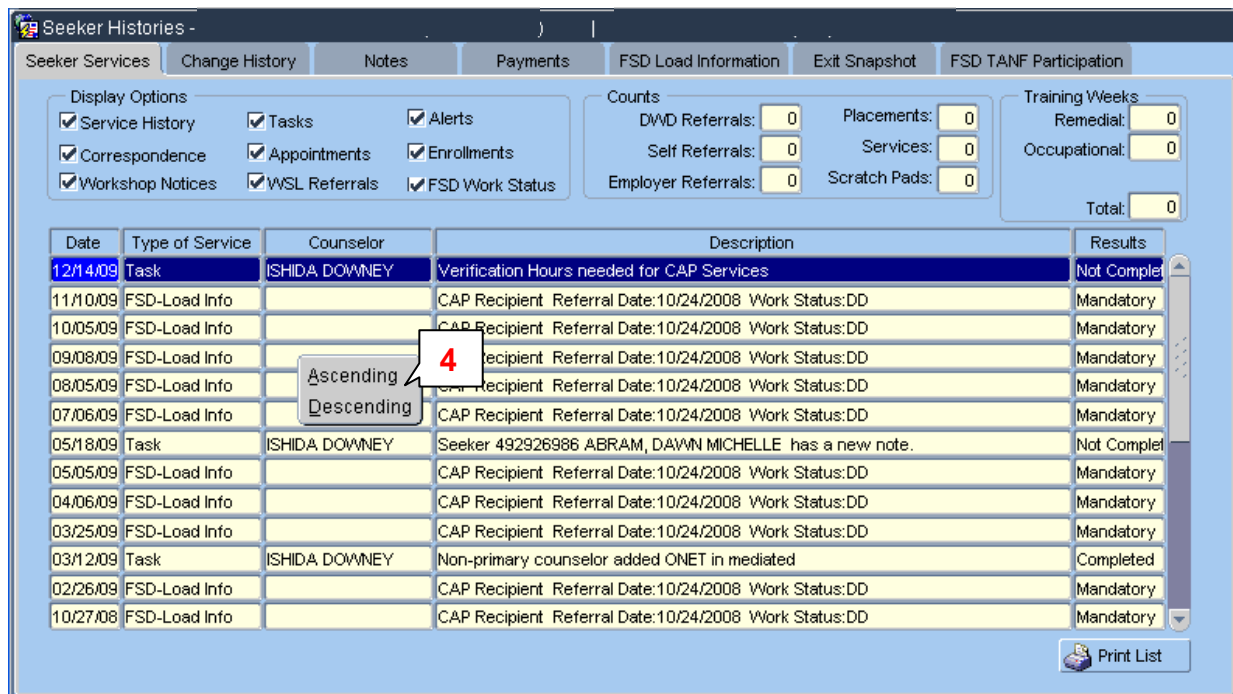 Seeker Histories - , ) | . ,
Seeker Services Change History Notes Payments FSD Load Information Exit Snapshot FSD TANF Participation
Display Options Counts Training Weeks
Service History Tasks Alerts DWD Referrals: 0 Placements: 0 Remedial: 0
Correspondence Appointments Enrollments Self Referrals: 0 Services: 0 Occupational: 0
Workshop Notices WSL Referrals FSD Work Status Employer Referrals: 0 Scratch Pads: 0
Total: 0
Date Type of Service Counselor Description Results
12/14/09 Task ISHIDA DOWNEY Verification Hours needed for CAP Services Not Complet
11/10/09 FSD-Load Info CAP Recipient Referral Date:10/24/2008 Work Status:DD Mandatory
10/05/09 FSD-Load Info CAP Recipient Referral Date:10/24/2008 Work Status:DD Mandatory
09/08/09 FSD-Load Info CAP Recipient Referral Date:10/24/2008 Work Status:DD Mandatory
4
Ascending
08/05/09 FSD-Load Info CAP Recipient Referral Date:10/24/2008 Work Status:DD Mandatory
Descending
07/06/09 FSD-Load Info CAP Recipient Referral Date:10/24/2008 Work Status:DD Mandatory
05/18/09 Task ISHIDA DOWNEY Seeker 492926986 ABRAM, DAWN MICHELLE has a new note. Not Complet
05/05/09 FSD-Load Info CAP Recipient Referral Date:10/24/2008 Work Status:DD Mandatory
04/06/09 FSD-Load Info CAP Recipient Referral Date:10/24/2008 Work Status:DD Mandatory
03/25/09 FSD-Load Info CAP Recipient Referral Date:10/24/2008 Work Status:DD Mandatory
03/12/09 Task ISHIDA DOWNEY Non-primary counselor added ONET in mediated Completed
02/26/09 FSD-Load Info CAP Recipient Referral Date:10/24/2008 Work Status:DD Mandatory
10/27/08 FSD-Load Info CAP Recipient Referral Date:10/24/2008 Work Status:DD Mandatory
Print List